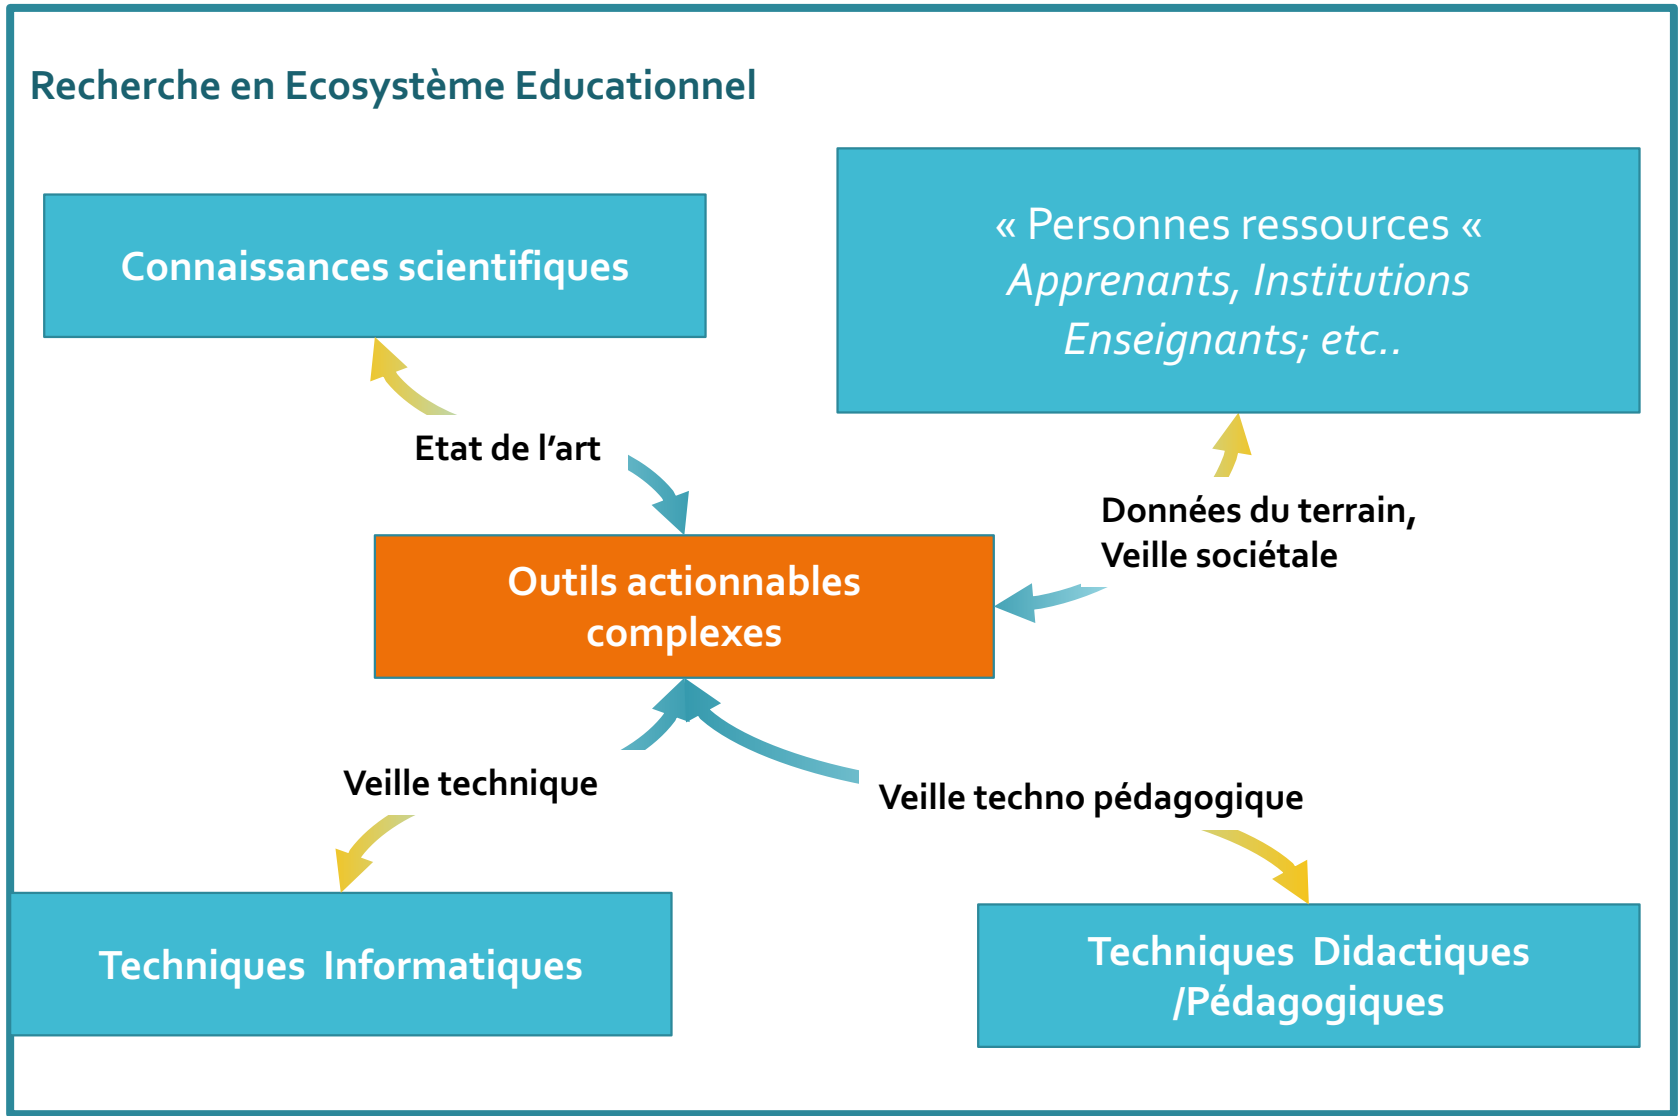 Recherche en Ecosystème Educationnel
Connaissances scientifiques
« Personnes ressources «
Apprenants, Institutions
Enseignants; etc..
Etat de l’art
Données du terrain,
Veille sociétale
Outils actionnables
complexes
Veille technique
Veille techno pédagogique
Techniques Informatiques
Techniques Didactiques
/Pédagogiques